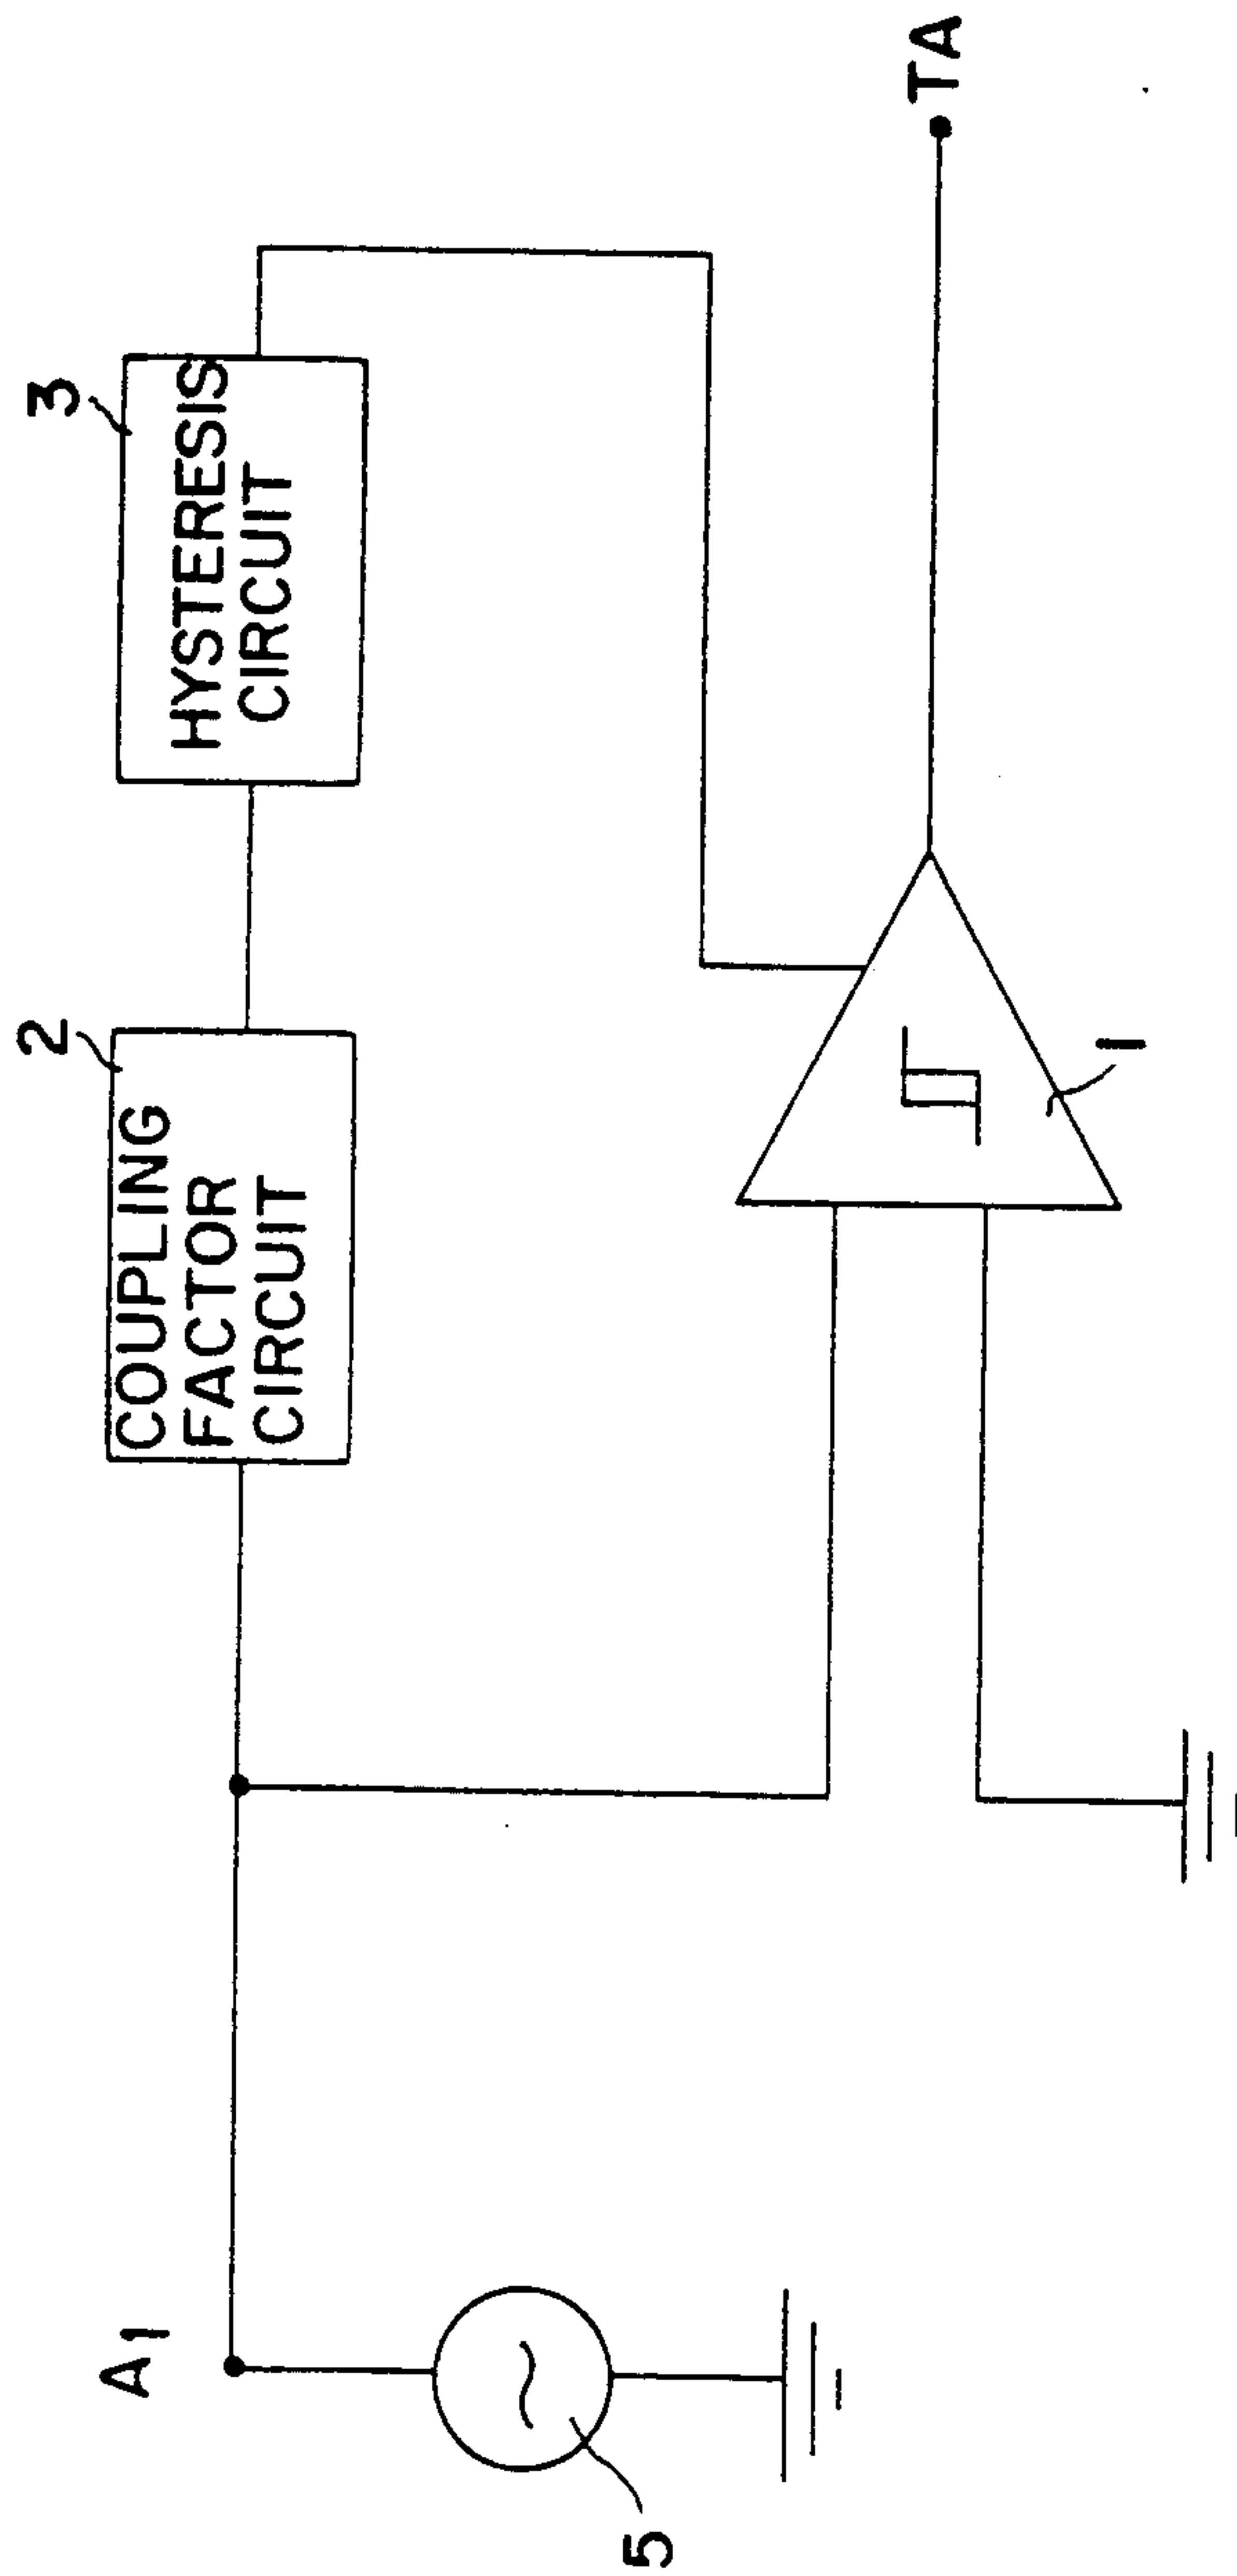 3
HYSTERESIS
CIRCUIT
2
COUPLING
FACTOR
CIRCUIT
A1
5
1
TA